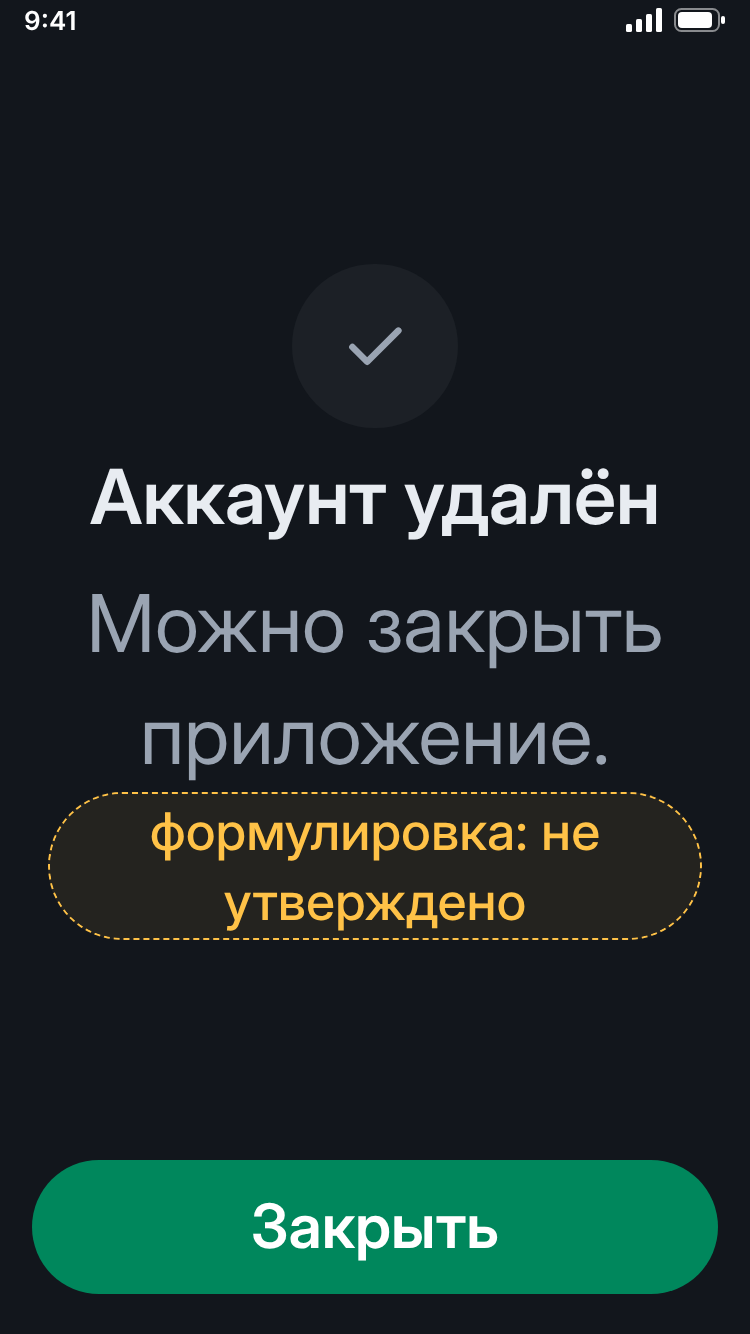 9:41
Аккаунт удалён
Можно закрыть
приложение.
формулировка: не
утверждено
Закрыть